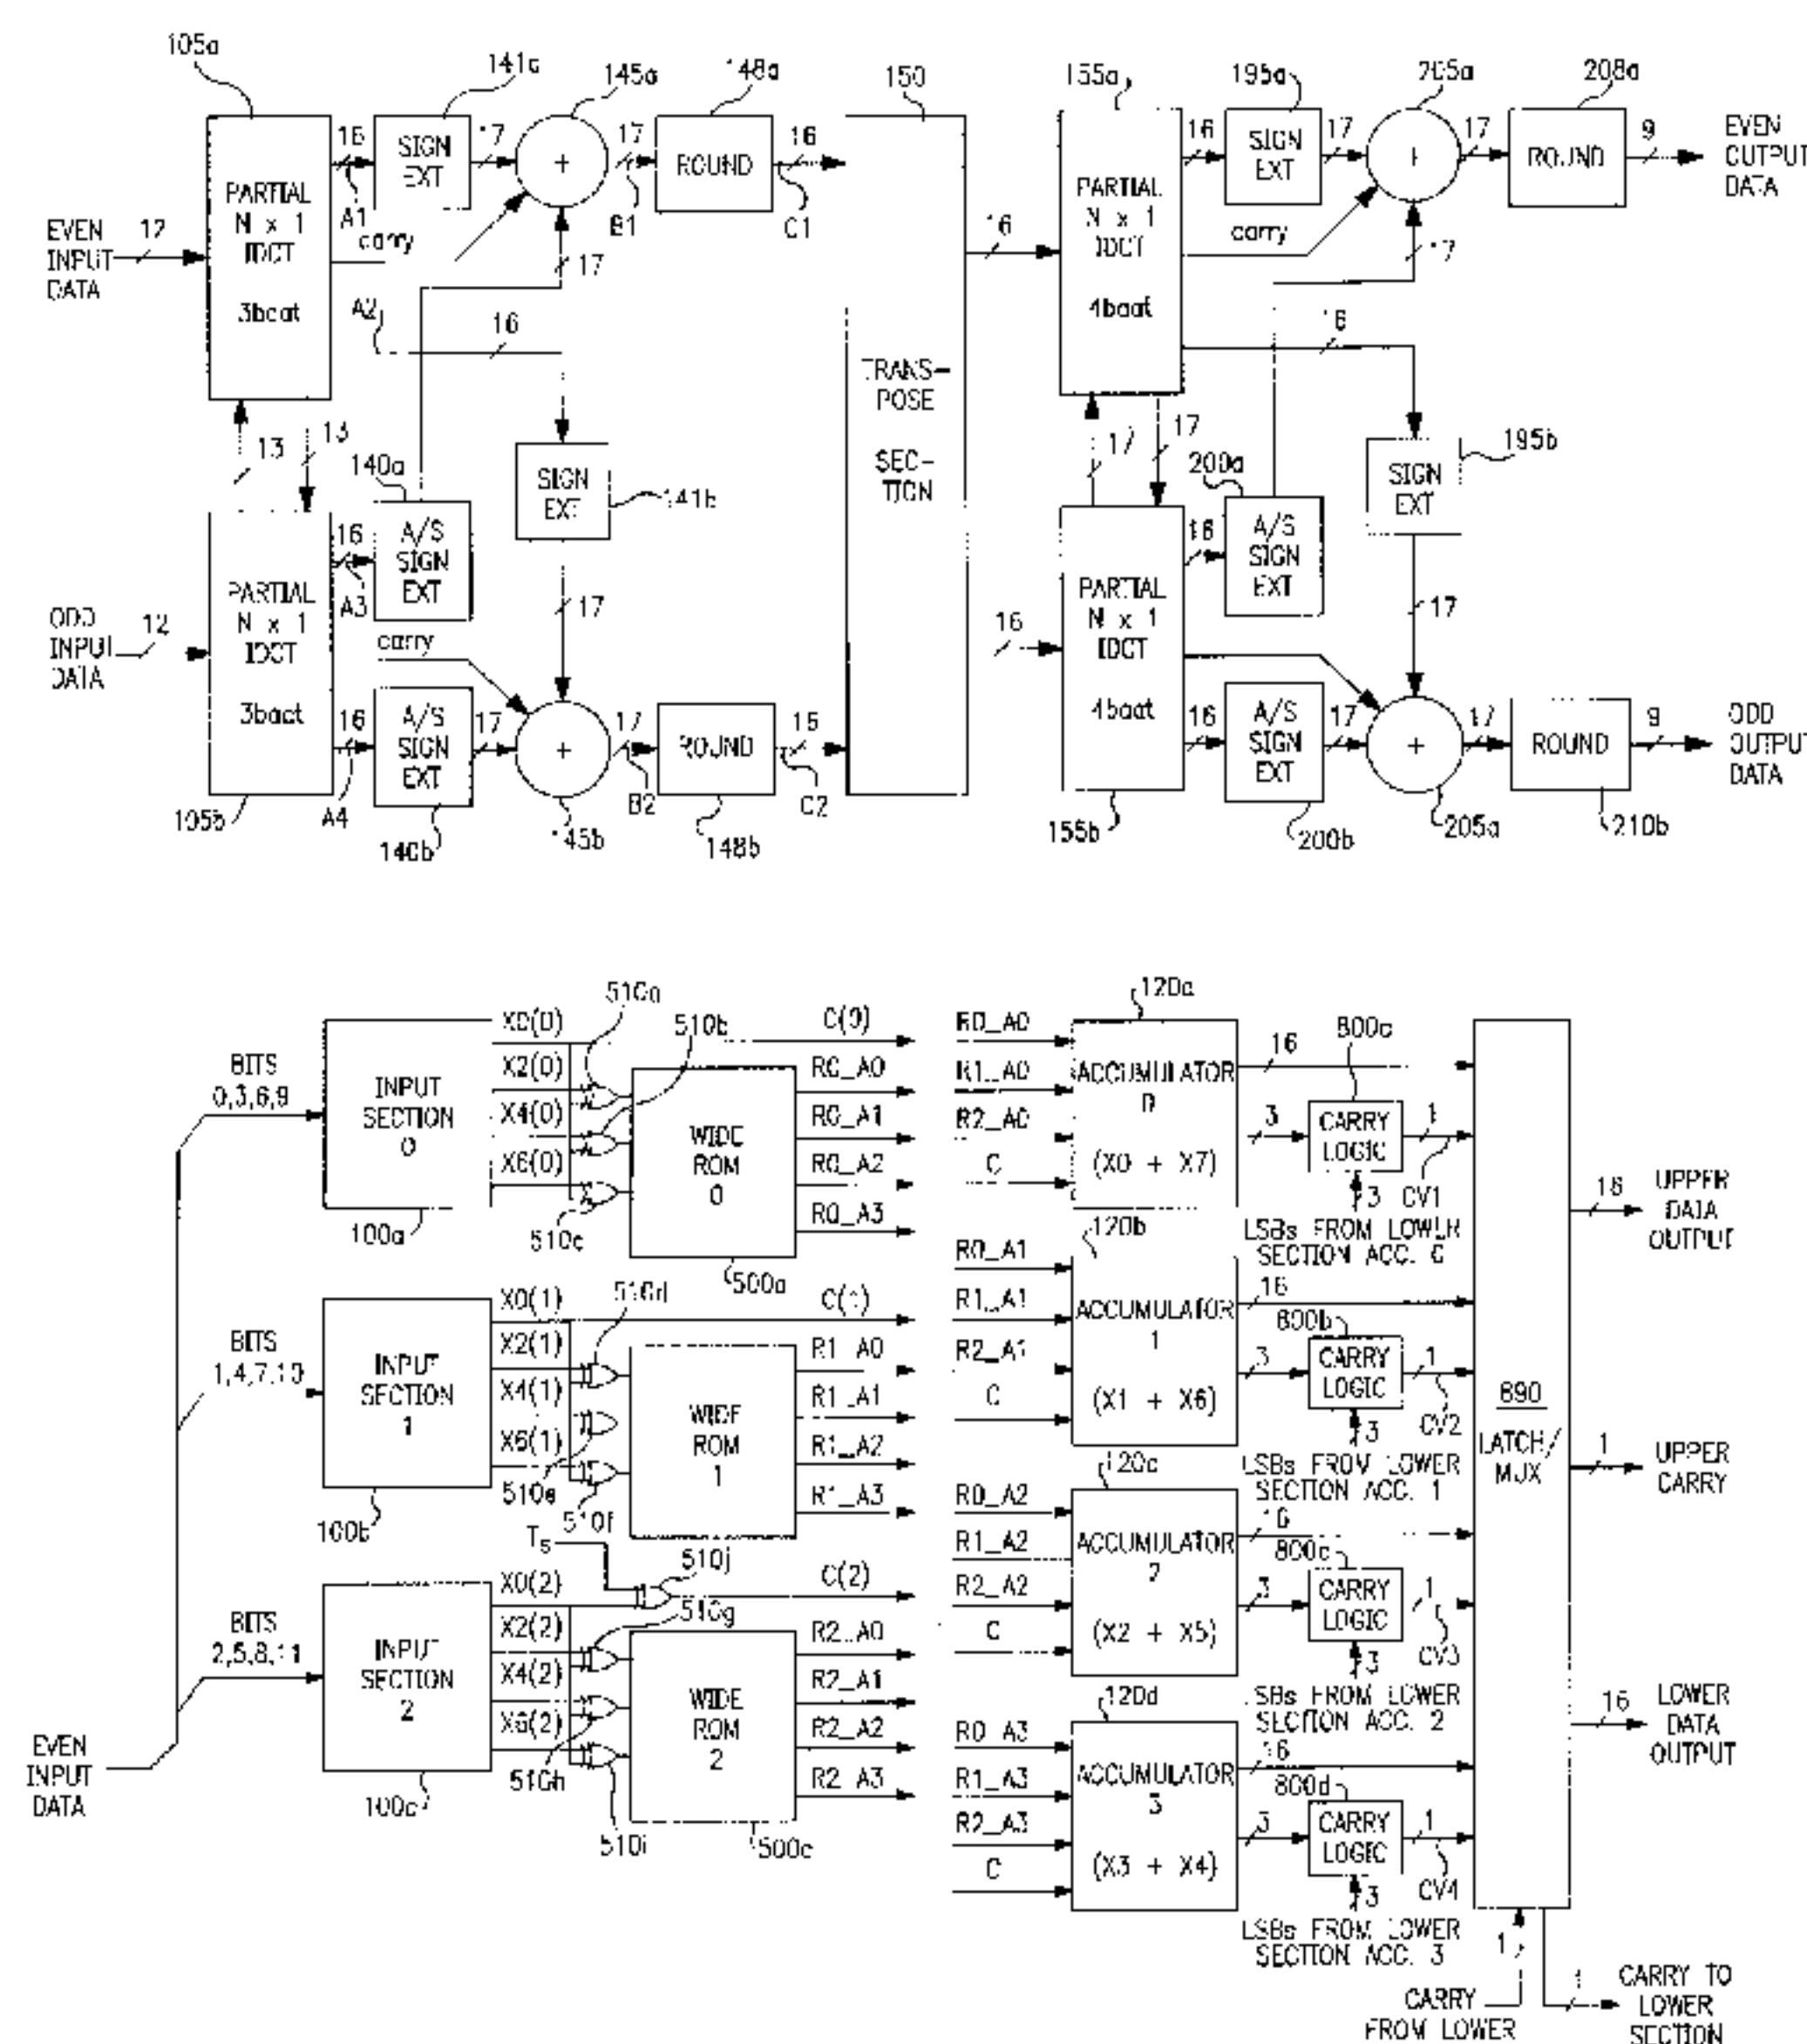 105a
141a
145a
148a
150
155a
195a
205a
208a
16
SIGN
EXT
17
+
17
ROUND
16
16
SIGN
EXT
17
+
17
ROUND
9
EVEN
OUTPUT
DATA
PARTIAL
N x 1
IDCT
3baat
A1
carry
B1
C1
PARTIAL
N x 1
IDCT
4baat
carry
EVEN
INPUT
DATA
12
17
16
17
A2
16
16
TRANS-
POSE
SEC-
TION
13
13
140a
SIGN
EXT
141b
17
17
200a
SIGN
EXT
195b
16
A/S
SIGN
EXT
A3
17
16
A/S
SIGN
EXT
17
ODD
INPUT
DATA
12
PARTIAL
N x 1
IDCT
3baat
carry
16
PARTIAL
N x 1
IDCT
4baat
16
A/S
SIGN
EXT
17
+
17
ROUND
16
16
A/S
SIGN
EXT
17
+
17
ROUND
9
ODD
OUTPUT
DATA
105b
A4
140b
145b
B2
148b
C2
155b
200b
205a
210b
BITS
0,3,6,9
INPUT
SECTION
0
100a
X0(0)
X2(0)
X4(0)
X6(0)
510a
510b
510c
WIDE
ROM
0
500a
C(0)
R0_A0
R0_A1
R0_A2
R0_A3
R0_A0
R1_A0
R2_A0
C
120a
ACCUMULATOR
0
(X0 + X7)
16
3
CARRY
LOGIC
1
3
CV1
LSBs FROM LOWER
SECTION ACC. 0
BITS
1,4,7,10
INPUT
SECTION
1
100b
X0(1)
X2(1)
X4(1)
X6(1)
510d
510e
510f
WIDE
ROM
1
R1_A0
R1_A1
R1_A2
R1_A3
R0_A1
R1_A1
R2_A1
C
120b
ACCUMULATOR
1
(X1 + X6)
16
800b
3
CARRY
LOGIC
1
3
CV2
LSBs FROM LOWER
SECTION ACC. 1
BITS
2,5,8,11
INPUT
SECTION
2
100c
X0(2)
X2(2)
X4(2)
X6(2)
Ts
510j
510g
510h
510i
WIDE
ROM
2
500c
C(2)
R2_A0
R2_A1
R2_A2
R2_A3
R0_A2
R1_A2
R2_A2
C
120c
ACCUMULATOR
2
(X2 + X5)
16
800c
3
CARRY
LOGIC
1
3
CV3
LSBs FROM LOWER
SECTION ACC. 2
R0_A3
R1_A3
R2_A3
C
120d
ACCUMULATOR
3
(X3 + X4)
16
800d
3
CARRY
LOGIC
1
3
CV4
LSBs FROM LOWER
SECTION ACC. 3
890
LATCH/
MUX
16
UPPER
DATA
OUTPUT
1
UPPER
CARRY
16
LOWER
DATA
OUTPUT
EVEN
INPUT
DATA
1
CARRY
FROM LOWER
1
CARRY TO
LOWER
SECTION